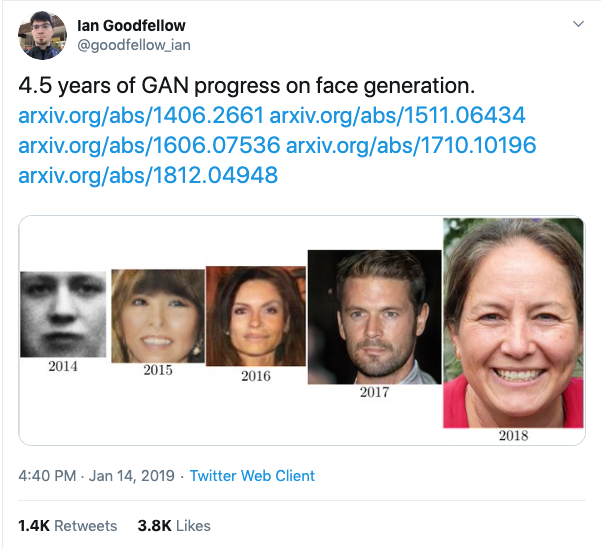 Ian Goodfellow
@goodfellow_ian
4.5 years of GAN progress on face generation.
arxiv.org/abs/1406.2661 arxiv.org/abs/1511.06434
arxiv.org/abs/1606.07536 arxiv.org/abs/1710.10196
arxiv.org/abs/1812.04948
2014
2015
2016
2017
2018
4:40 PM · Jan 14, 2019 · Twitter Web Client
1.4K Retweets 3.8K Likes